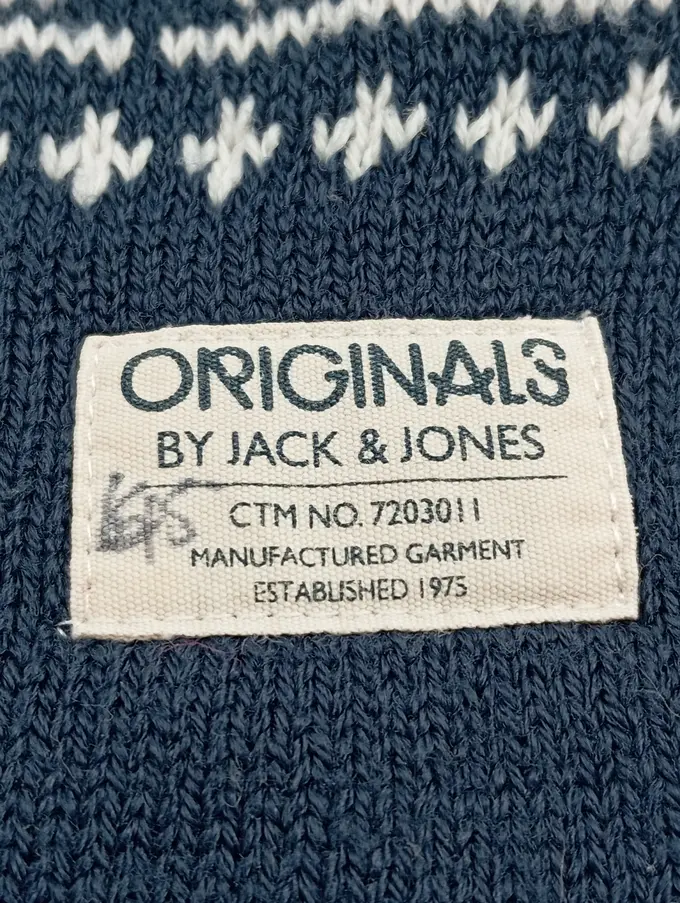 ORIGINALS
BY JACK & JONES
CTM NO. 7203011
MANUFACTURED GARMENT
ESTABLISHED 1975